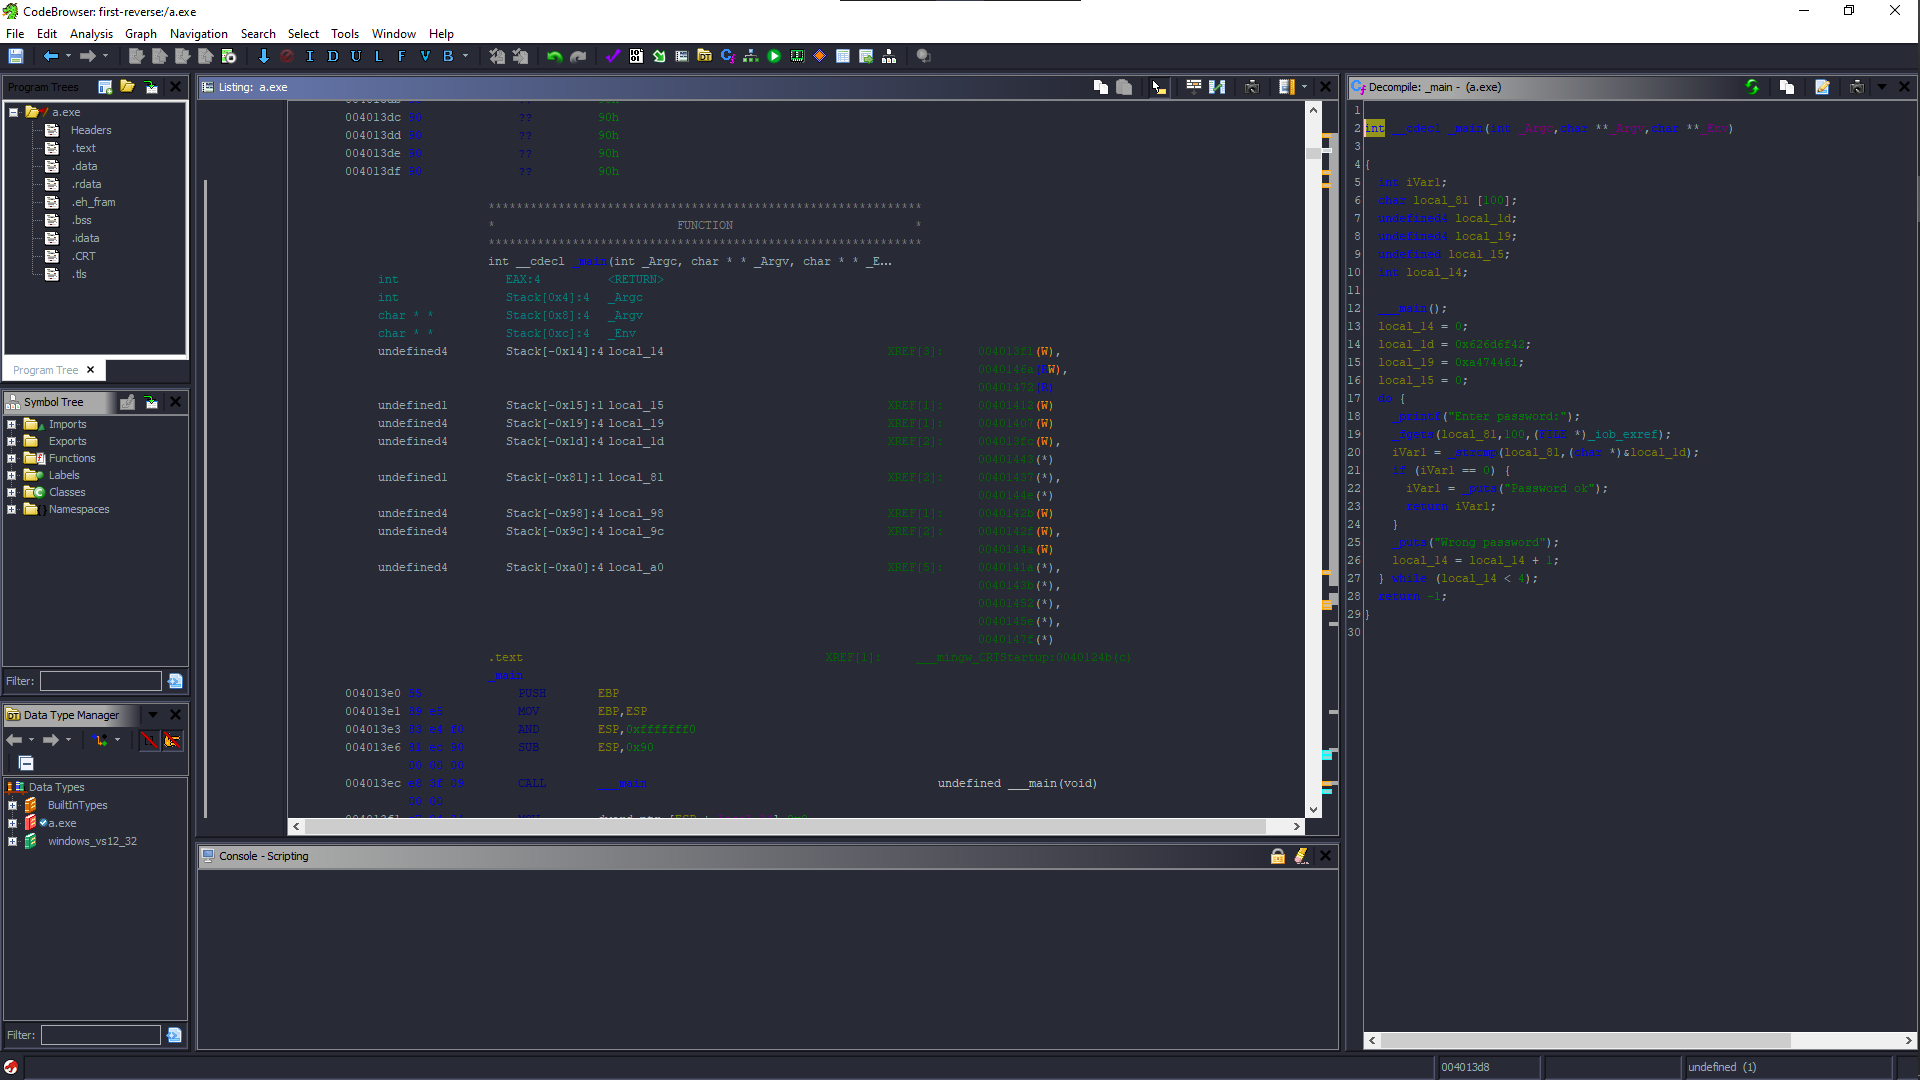 CodeBrowser: first-reverse:/a.exe
File Edit Analysis Graph Navigation Search Select Tools Window Help
I D U L F V B
Program Trees
a.exe
Headers
.text
.data
.rdata
.eh_fram
.bss
.idata
.CRT
.tls
Program Tree ×
Symbol Tree
Imports
Exports
Functions
Labels
Classes
Namespaces
Filter:
Data Type Manager
Data Types
BuiltInTypes
a.exe
windows_vs12_32
Filter:
Listing: a.exe
004013dc 90 ?? 90h
004013dd 90 ?? 90h
004013de 90 ?? 90h
004013df 90 ?? 90h
**************************************************************
* FUNCTION *
**************************************************************
int __cdecl _main(int _Argc, char * * _Argv, char * * _E...
int EAX:4 <RETURN>
int Stack[0x4]:4 _Argc
char * * Stack[0x8]:4 _Argv
char * * Stack[0xc]:4 _Env
undefined4 Stack[-0x14]:4 local_14 XREF[3]: 004013f1(W),
0040146a(RW),
00401472(R)
undefined1 Stack[-0x15]:1 local_15 XREF[1]: 00401412(W)
undefined4 Stack[-0x19]:4 local_19 XREF[1]: 00401407(W)
undefined4 Stack[-0x1d]:4 local_1d XREF[2]: 004013fc(W),
00401443(*)
undefined1 Stack[-0x81]:1 local_81 XREF[2]: 00401437(*),
0040144e(*)
undefined4 Stack[-0x98]:4 local_98 XREF[1]: 0040142b(W)
undefined4 Stack[-0x9c]:4 local_9c XREF[2]: 0040142f(W),
0040144a(W)
undefined4 Stack[-0xa0]:4 local_a0 XREF[5]: 0040141a(*),
0040143b(*),
00401452(*),
0040145e(*),
0040147f(*)
.text XREF[1]: ___mingw_CRTStartup:0040124b(c)
_main
004013e0 55 PUSH EBP
004013e1 89 e5 MOV EBP,ESP
004013e3 83 e4 f0 AND ESP,0xfffffff0
004013e6 81 ec 90 SUB ESP,0x90
00 00 00
004013ec e8 91 09 CALL ___main undefined ___main(void)
00 00
Console - Scripting
Decompile: _main - (a.exe)
1
2 int __cdecl _main(int _Argc,char **_Argv,char **_Env)
3
4 {
5 int iVar1;
6 char local_81 [100];
7 undefined4 local_1d;
8 undefined4 local_19;
9 undefined local_15;
10 int local_14;
11
12 ___main();
13 local_14 = 0;
14 local_1d = 0x626d6f42;
15 local_19 = 0xa474461;
16 local_15 = 0;
17 do {
18 _printf("Enter password:");
19 _fgets(local_81,100,(FILE *)_iob_exref);
20 iVar1 = _strcmp(local_81,(char *)&local_1d);
21 if (iVar1 == 0) {
22 iVar1 = _puts("Password ok");
23 return iVar1;
24 }
25 _puts("Wrong password");
26 local_14 = local_14 + 1;
27 } while (local_14 < 4);
28 return -1;
29 }
30
004013d8
undefined (1)